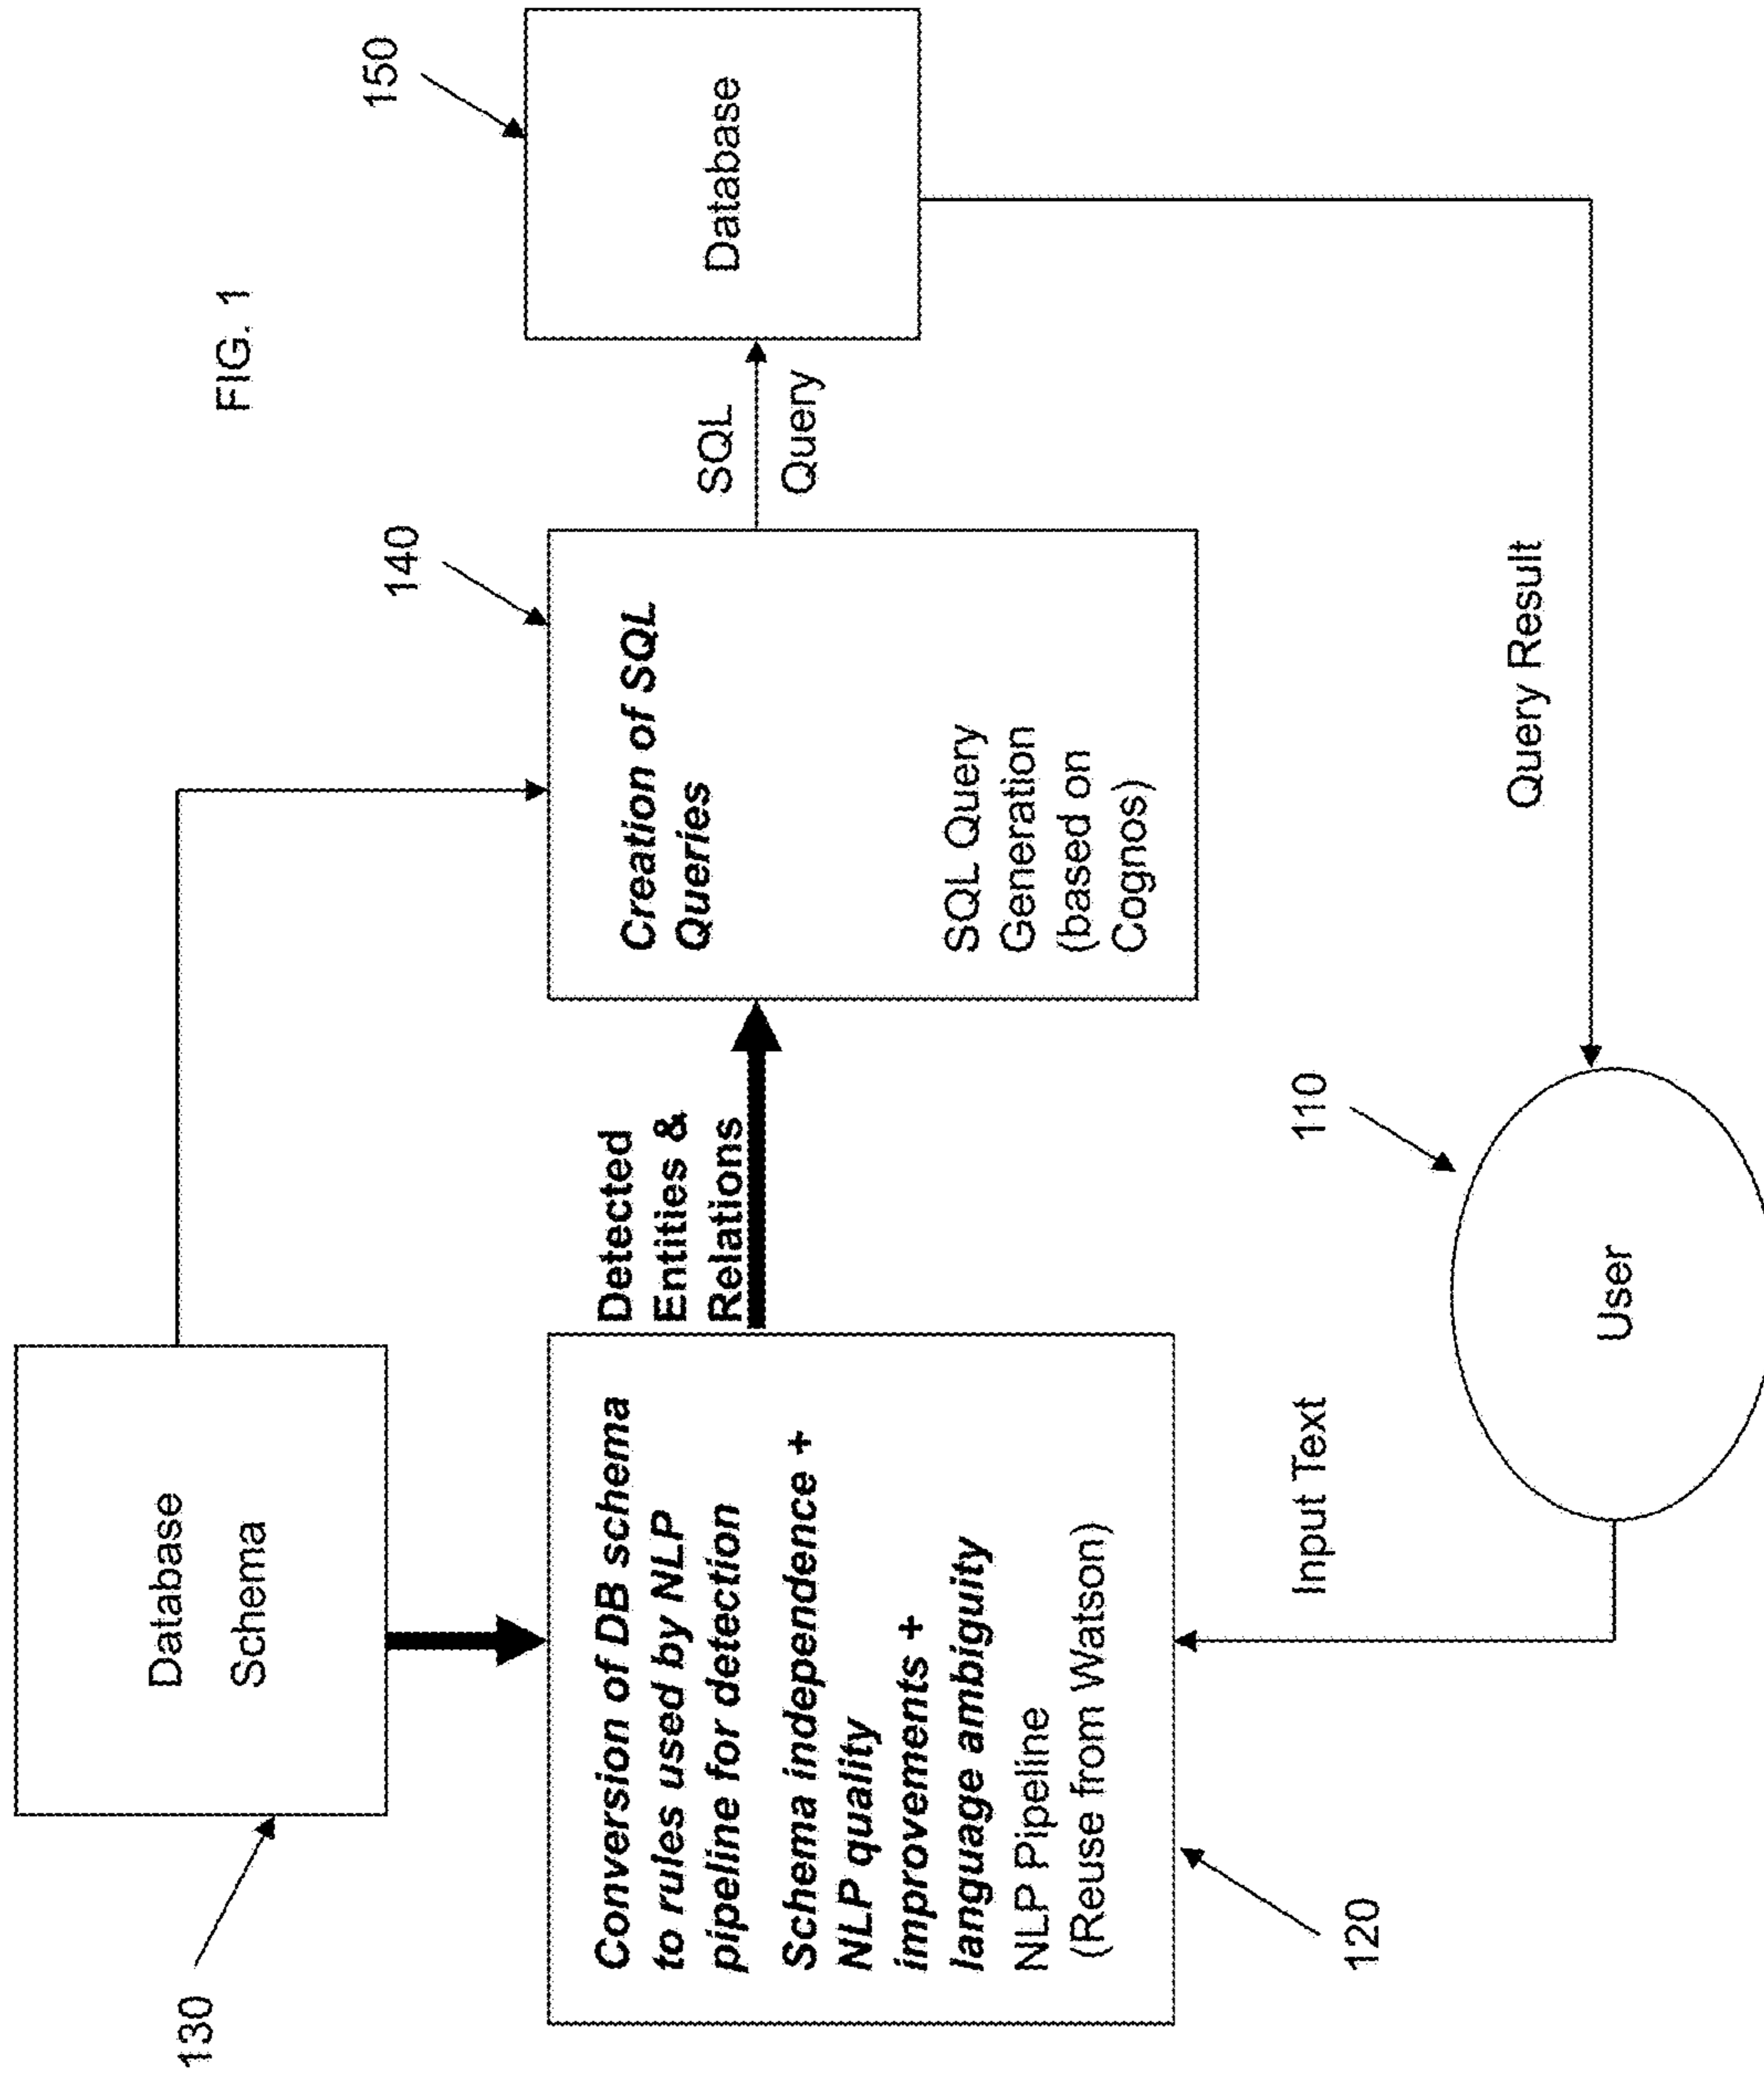 FIG. 1
130
Database
Schema
Conversion of DB schema
to rules used by NLP
pipeline for detection
Schema independence +
NLP quality
improvements +
language ambiguity
NLP Pipeline
(Reuse from Watson)
120
Detected
Entities &
Relations
140
Creation of SQL
Queries
SQL Query
Generation
(based on
Cognos)
SQL
Query
150
Database
Input Text
110
User
Query Result